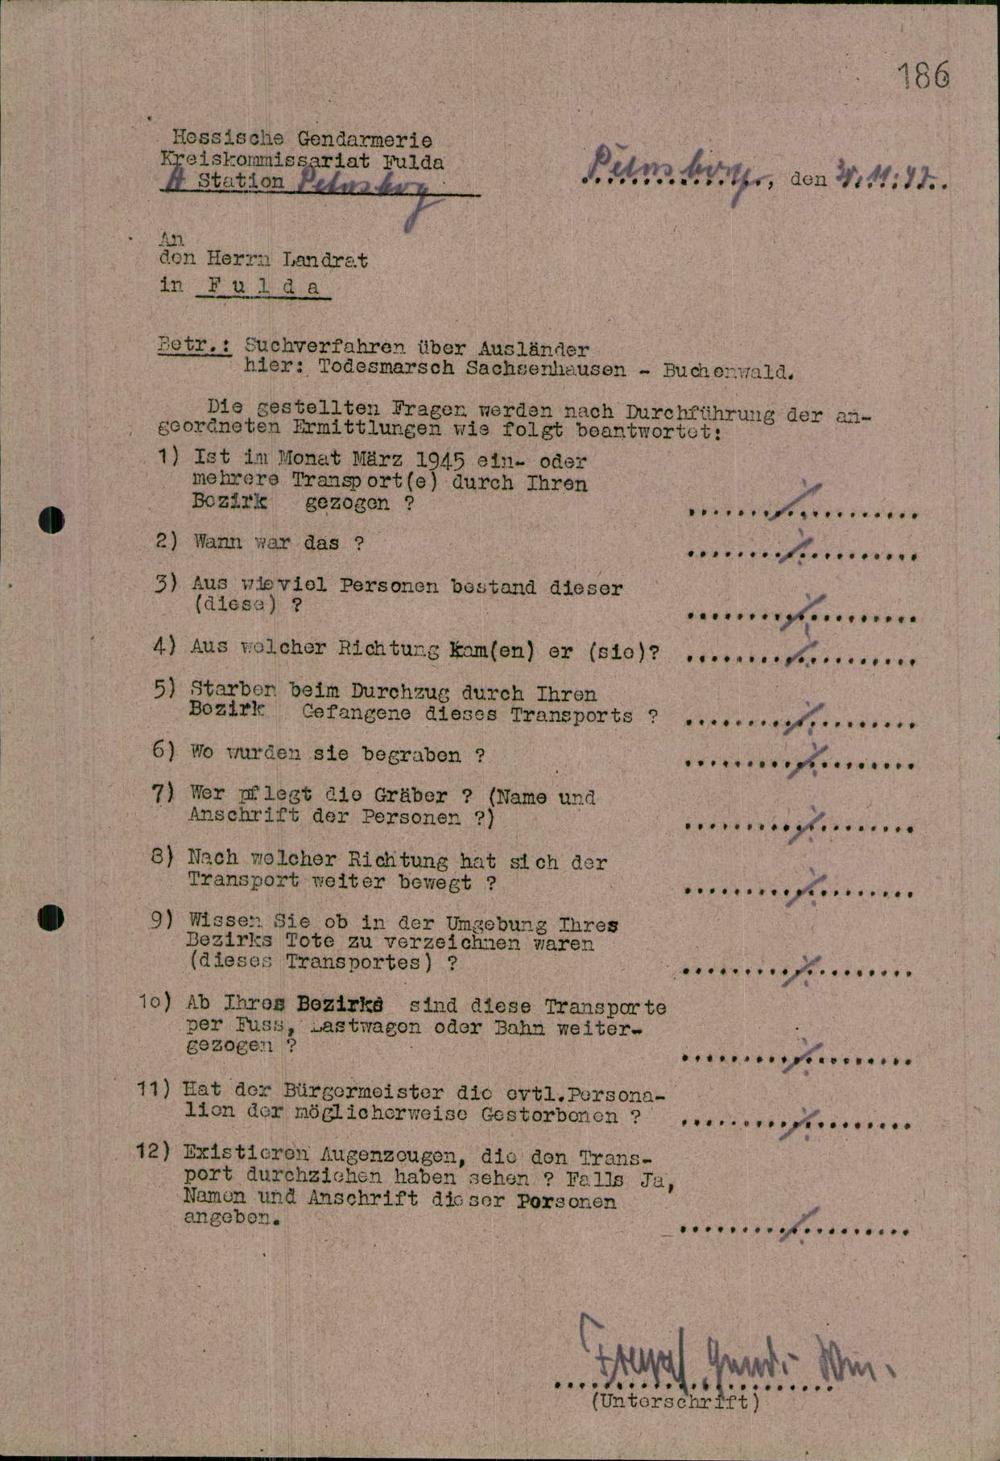 186
Hessische Gendarmerie
Kreiskommissariat Fulda
A Station Petersberg
Petersberg, den 30.11.47.
An
den Herrn Landrat
in F u l d a
Betr.: Suchverfahren über Ausländer
hier: Todesmarsch Sachsenhausen - Buchenwald.
Die gestellten Fragen werden nach Durchführung der an-
geordneten Ermittlungen wie folgt beantwortet:
1) Ist im Monat März 1945 ein- oder
mehrere Transport(e) durch Ihren
Bezirk gezogen ? ........./.........
2) Wann war das ? ........./.........
3) Aus wieviel Personen bestand dieser
(diese) ? ........./.........
4) Aus welcher Richtung kam(en) er (sie)? ........./.........
5) Starben beim Durchzug durch Ihren
Bezirk Gefangene dieses Transports ? ........./.........
6) Wo wurden sie begraben ? ........./.........
7) Wer pflegt die Gräber ? (Name und
Anschrift der Personen ?) ........./.........
8) Nach welcher Richtung hat sich der
Transport weiter bewegt ? ........./.........
9) Wissen Sie ob in der Umgebung Ihres
Bezirks Tote zu verzeichnen waren
(dieses Transportes) ? ........./.........
1o) Ab Ihres Bezirks sind diese Transporte
per Fuss, Lastwagen oder Bahn weiter-
gezogen ? ........./.........
11) Hat der Bürgermeister die evtl.Persona-
lien der möglicherweise Gestorbenen ? ........./.........
12) Existieren Augenzeugen, die den Trans-
port durchziehen haben sehen ? Falls Ja,
Namen und Anschrift dieser Personen
angeben. ........./.........
Gend.
(Unterschrift)